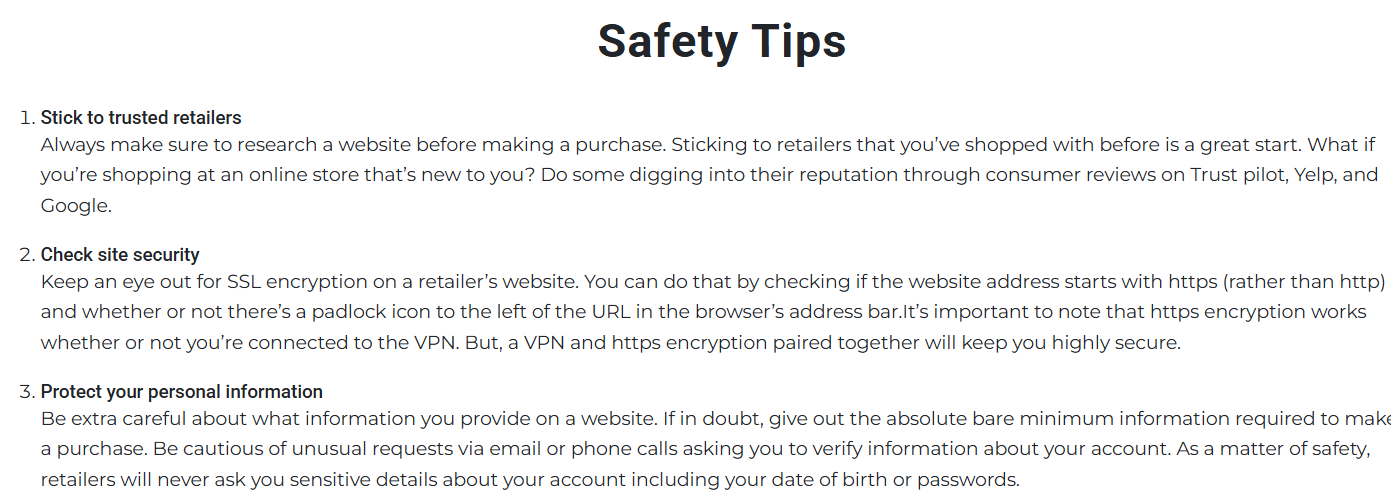 Safety Tips
1. Stick to trusted retailers
Always make sure to research a website before making a purchase. Sticking to retailers that you’ve shopped with before is a great start. What if
you’re shopping at an online store that’s new to you? Do some digging into their reputation through consumer reviews on Trust pilot, Yelp, and
Google.
2. Check site security
Keep an eye out for SSL encryption on a retailer’s website. You can do that by checking if the website address starts with https (rather than http)
and whether or not there’s a padlock icon to the left of the URL in the browser’s address bar.It’s important to note that https encryption works
whether or not you’re connected to the VPN. But, a VPN and https encryption paired together will keep you highly secure.
3. Protect your personal information
Be extra careful about what information you provide on a website. If in doubt, give out the absolute bare minimum information required to make
a purchase. Be cautious of unusual requests via email or phone calls asking you to verify information about your account. As a matter of safety,
retailers will never ask you sensitive details about your account including your date of birth or passwords.